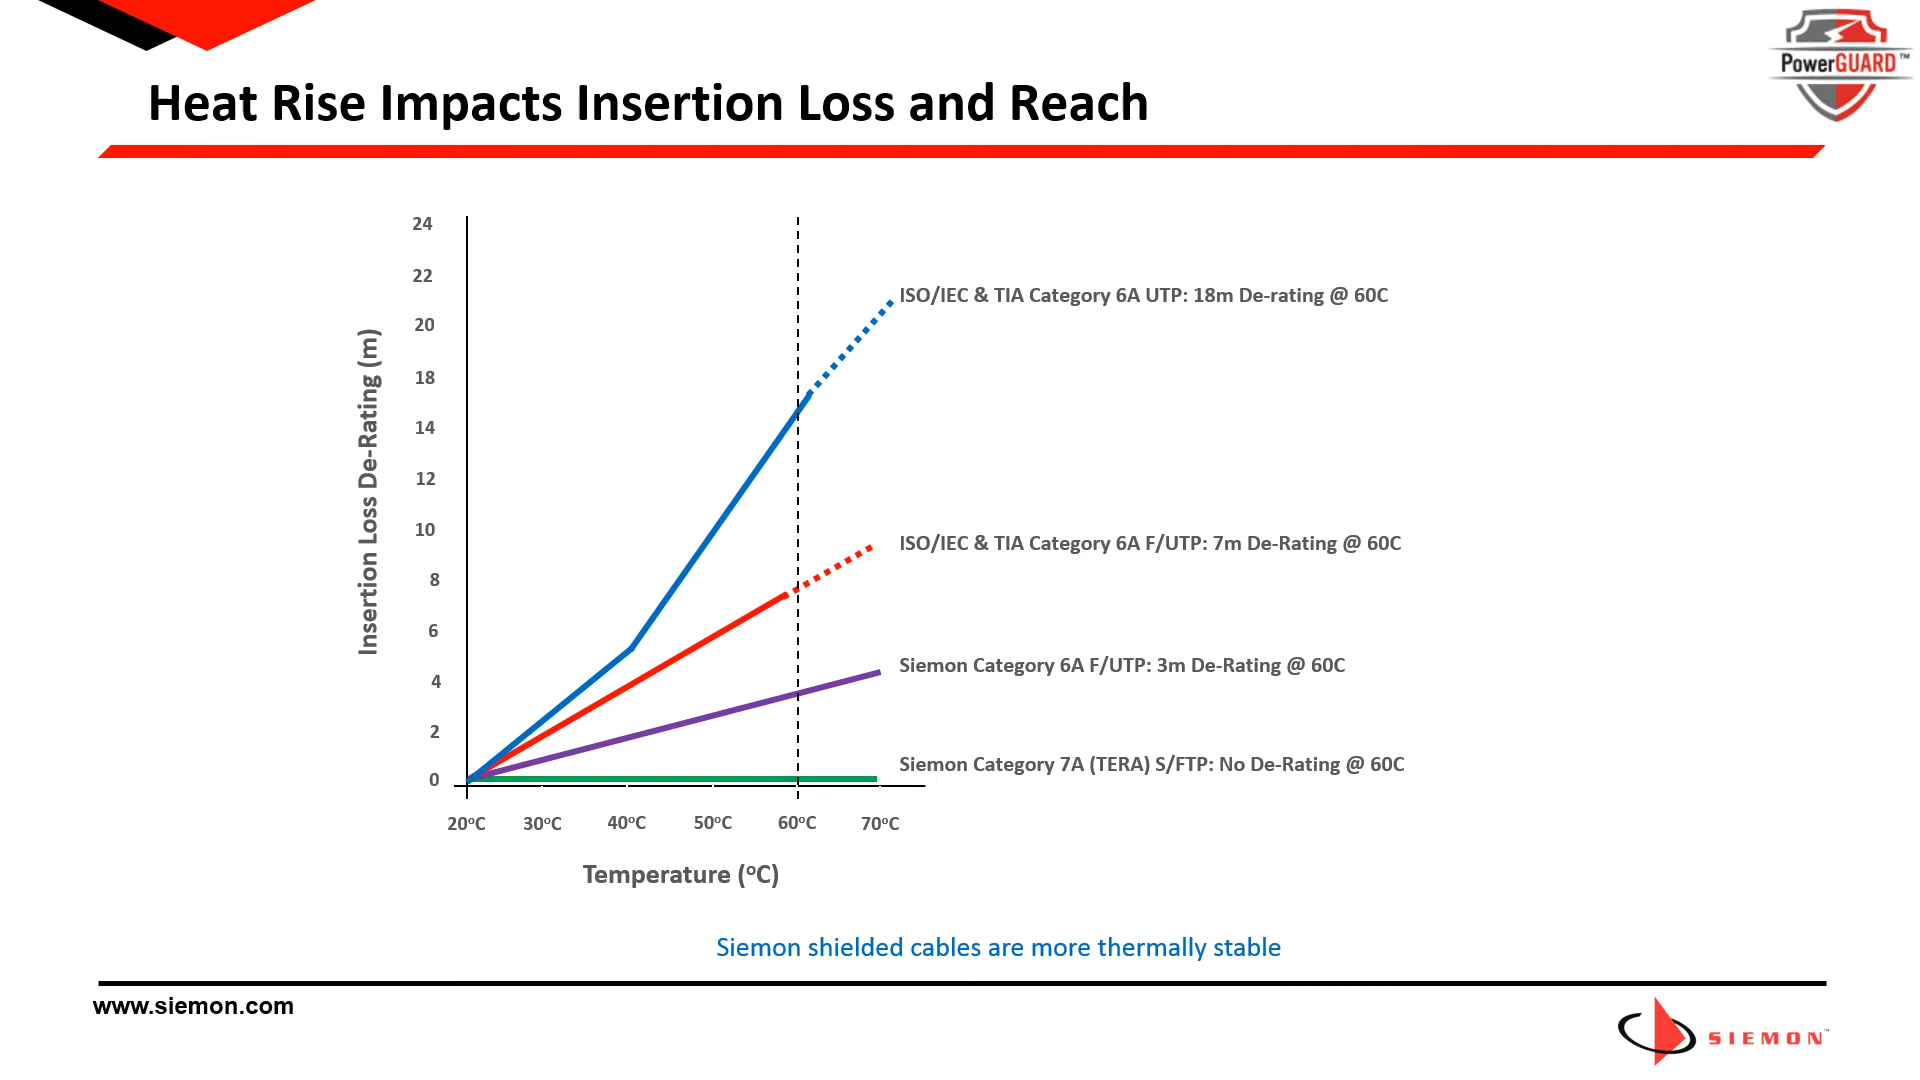 PowerGUARD™
Heat Rise Impacts Insertion Loss and Reach
Insertion Loss De-Rating (m)
24
22
20
18
14
12
10
8
6
4
2
0
ISO/IEC & TIA Category 6A UTP: 18m De-rating @ 60C
ISO/IEC & TIA Category 6A F/UTP: 7m De-Rating @ 60C
Siemon Category 6A F/UTP: 3m De-Rating @ 60C
Siemon Category 7A (TERA) S/FTP: No De-Rating @ 60C
20ºC 30ºC 40ºC 50ºC 60ºC 70ºC
Temperature (ºC)
Siemon shielded cables are more thermally stable
www.siemon.com
SIEMON™